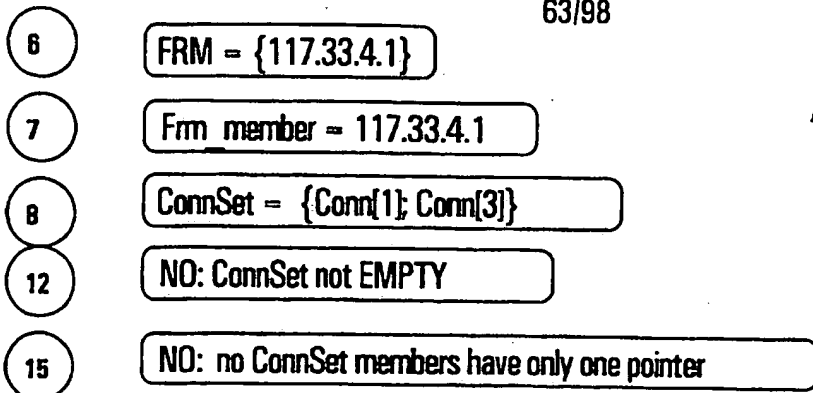 63/98
6 FRM = {117.33.4.1}
7 Frm_member = 117.33.4.1
8 ConnSet = {Conn[1]; Conn[3]}
12 NO: ConnSet not EMPTY
15 NO: no ConnSet members have only one pointer